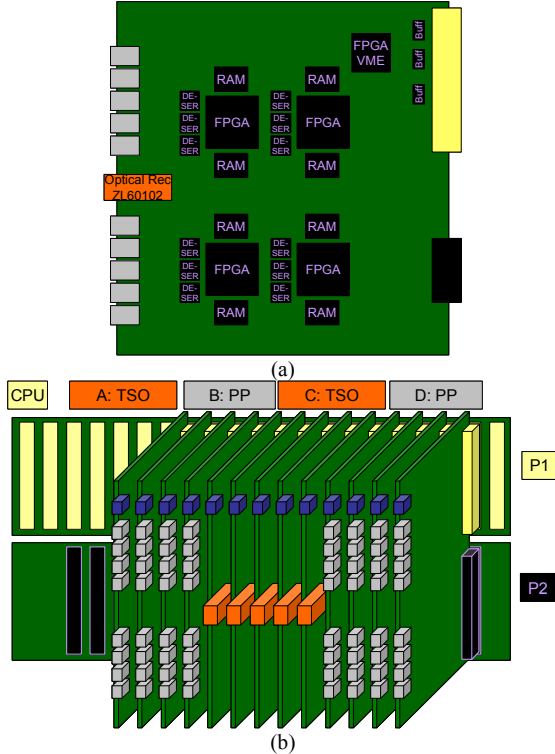 FPGA
VME
Buff
Buff
Buff
RAM
RAM
DE-
SER
DE-
SER
DE-
SER
FPGA
DE-
SER
DE-
SER
DE-
SER
FPGA
RAM
RAM
Optical Rec
ZL60102
RAM
RAM
DE-
SER
DE-
SER
DE-
SER
FPGA
DE-
SER
DE-
SER
DE-
SER
FPGA
RAM
RAM
(a)
CPU
A: TSO
B: PP
C: TSO
D: PP
P1
P2
(b)